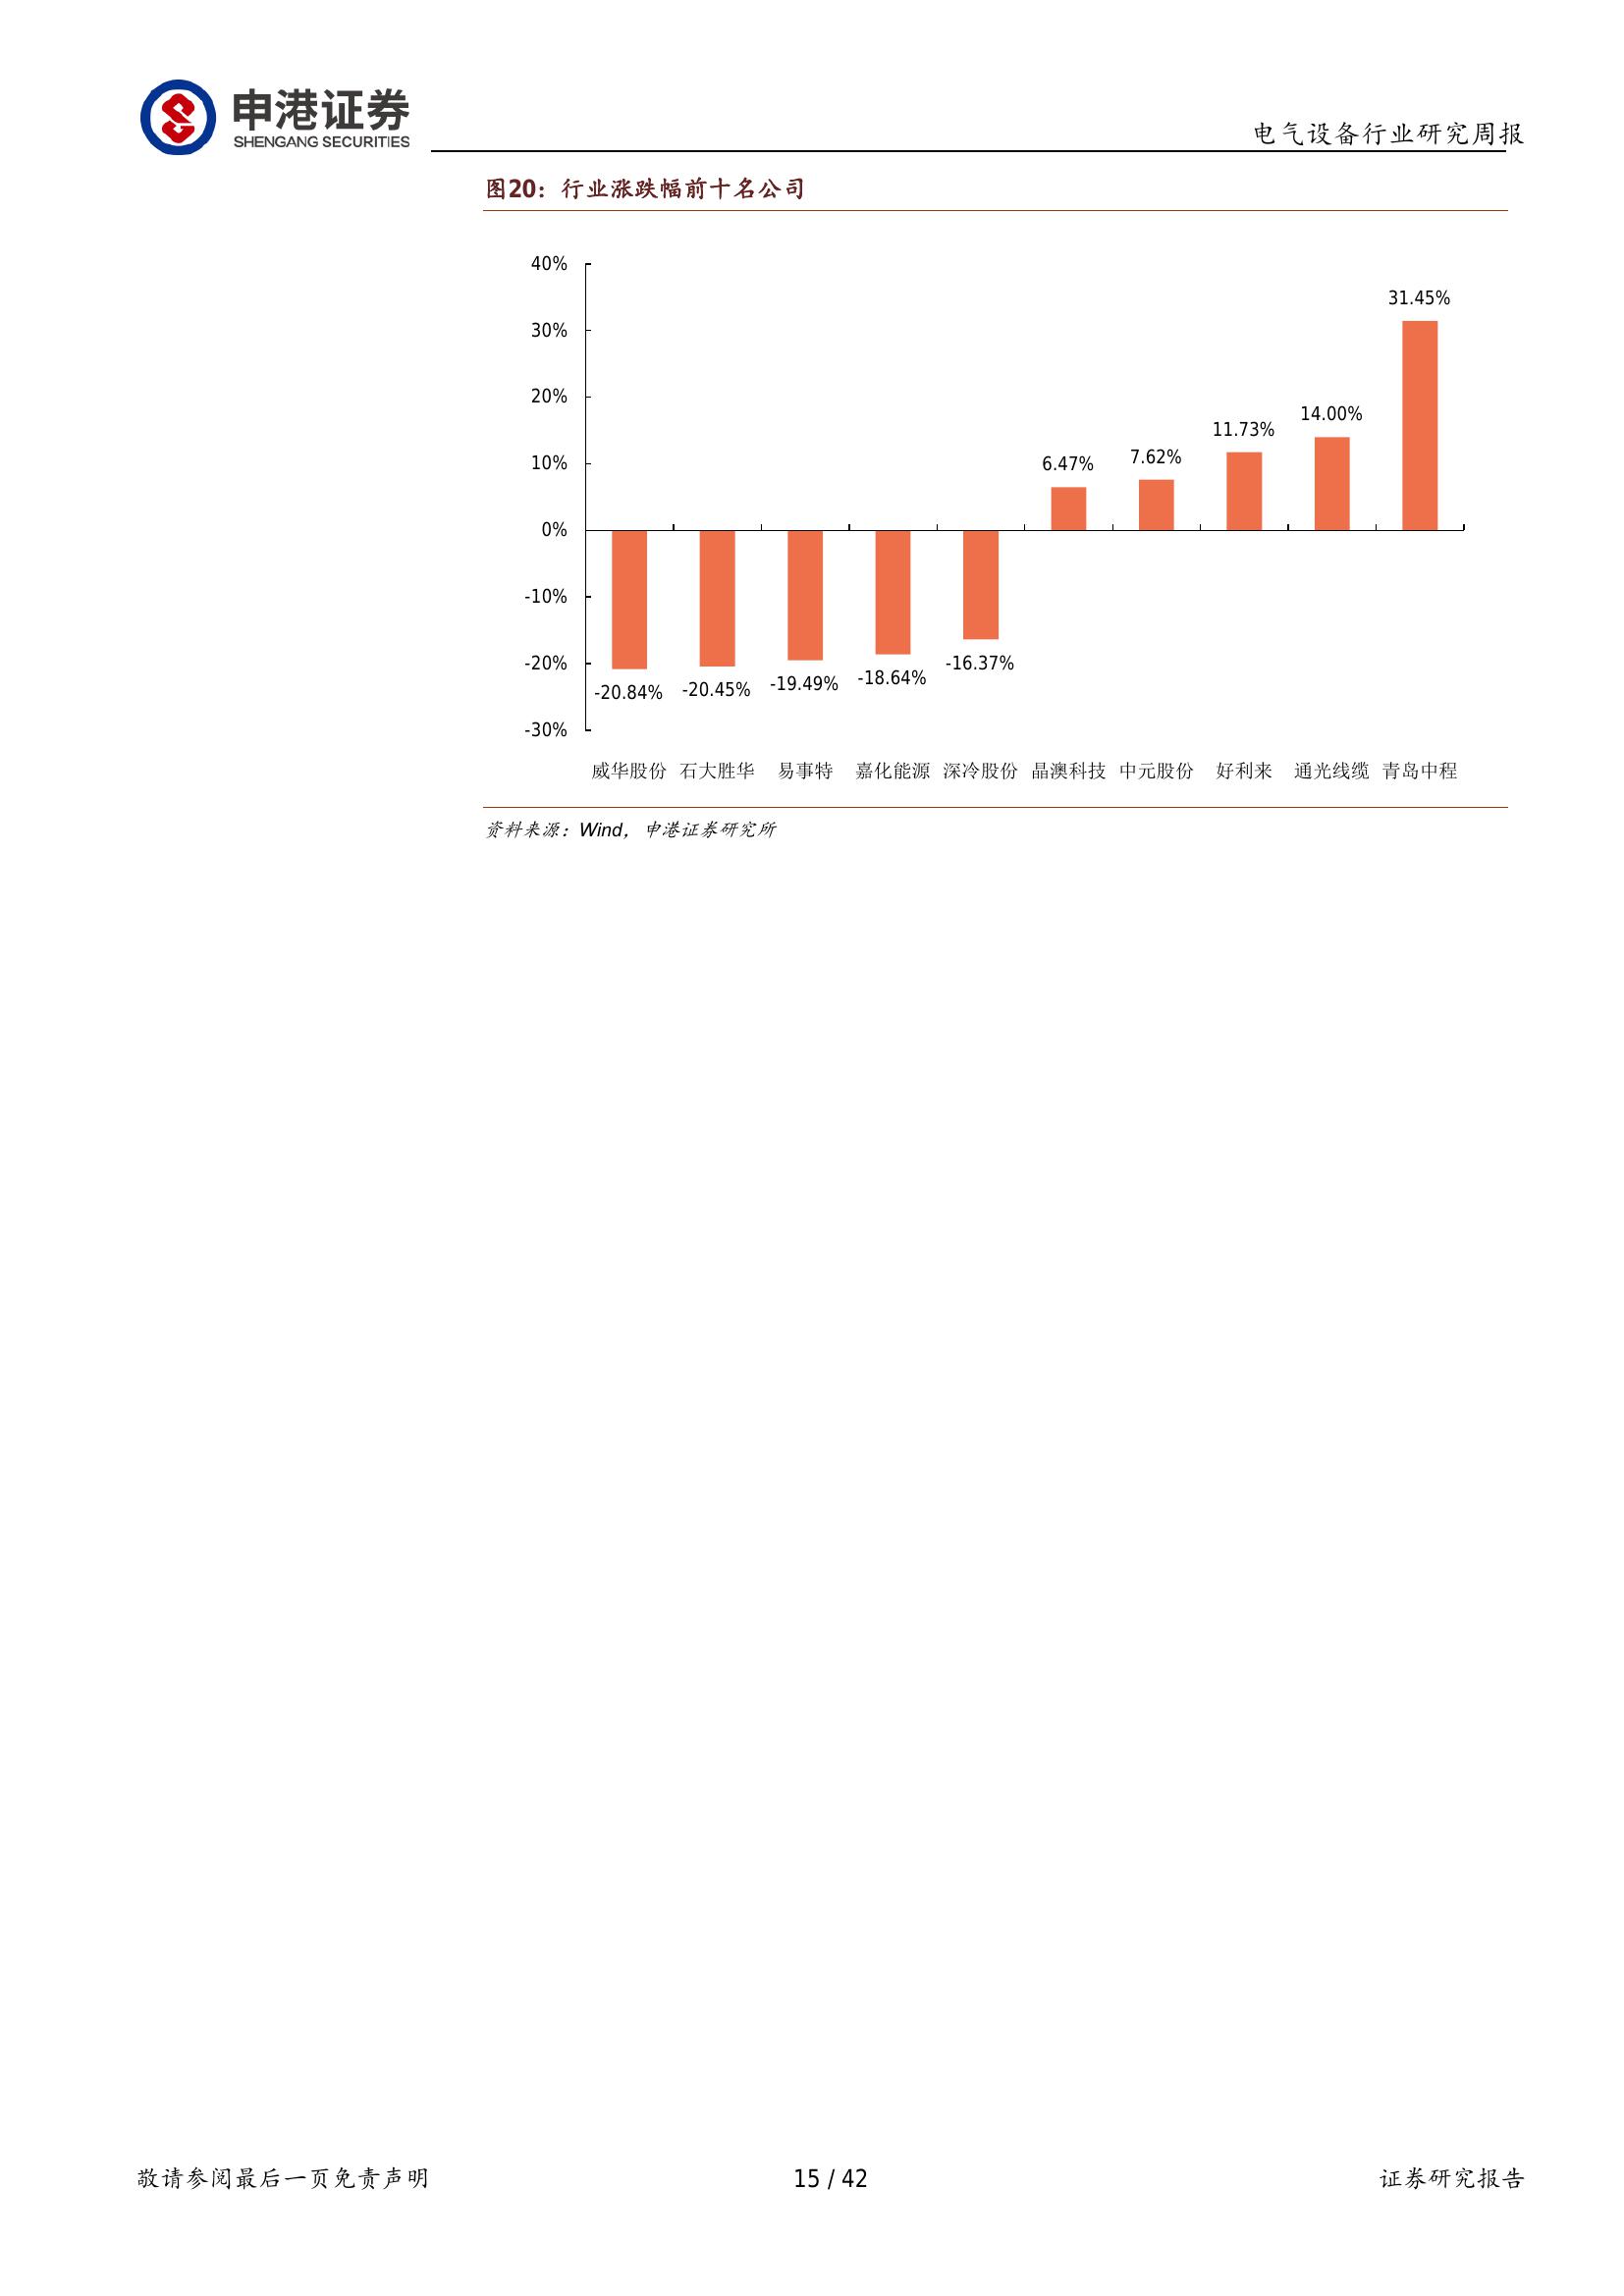 申港证券
SHENGANG SECURITIES
电气设备行业研究周报
图20：行业涨跌幅前十名公司
40%
30%
20%
10%
0%
-10%
-20%
-30%
-20.84%
-20.45%
-19.49%
-18.64%
-16.37%
6.47%
7.62%
11.73%
14.00%
31.45%
威华股份 石大胜华 易事特 嘉化能源 深冷股份 晶澳科技 中元股份 好利来 通光线缆 青岛中程
资料来源：Wind，申港证券研究所
敬请参阅最后一页免责声明 15 / 42 证券研究报告